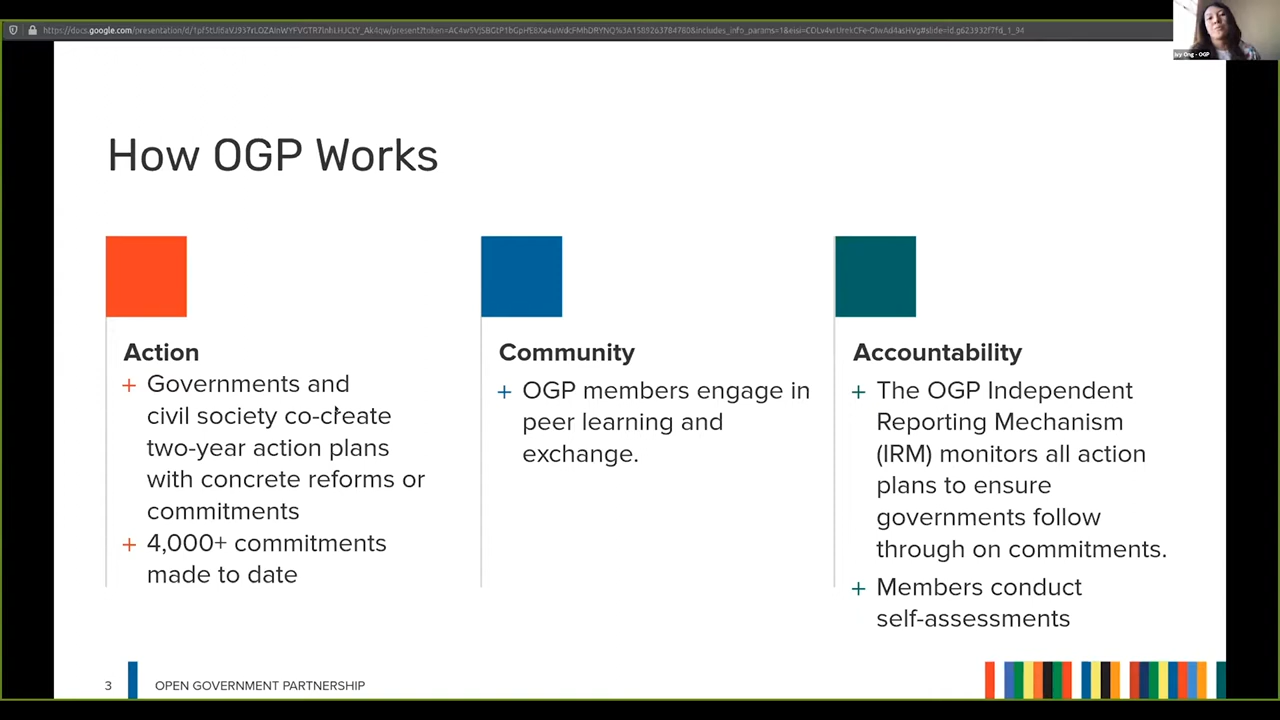 How OGP Works
Action
+ Governments and
civil society co-create
two-year action plans
with concrete reforms or
commitments
+ 4,000+ commitments
made to date
Community
+ OGP members engage in
peer learning and
exchange.
Accountability
+ The OGP Independent
Reporting Mechanism
(IRM) monitors all action
plans to ensure
governments follow
through on commitments.
+ Members conduct
self-assessments
3
OPEN GOVERNMENT PARTNERSHIP
Ivy Ong - OGP